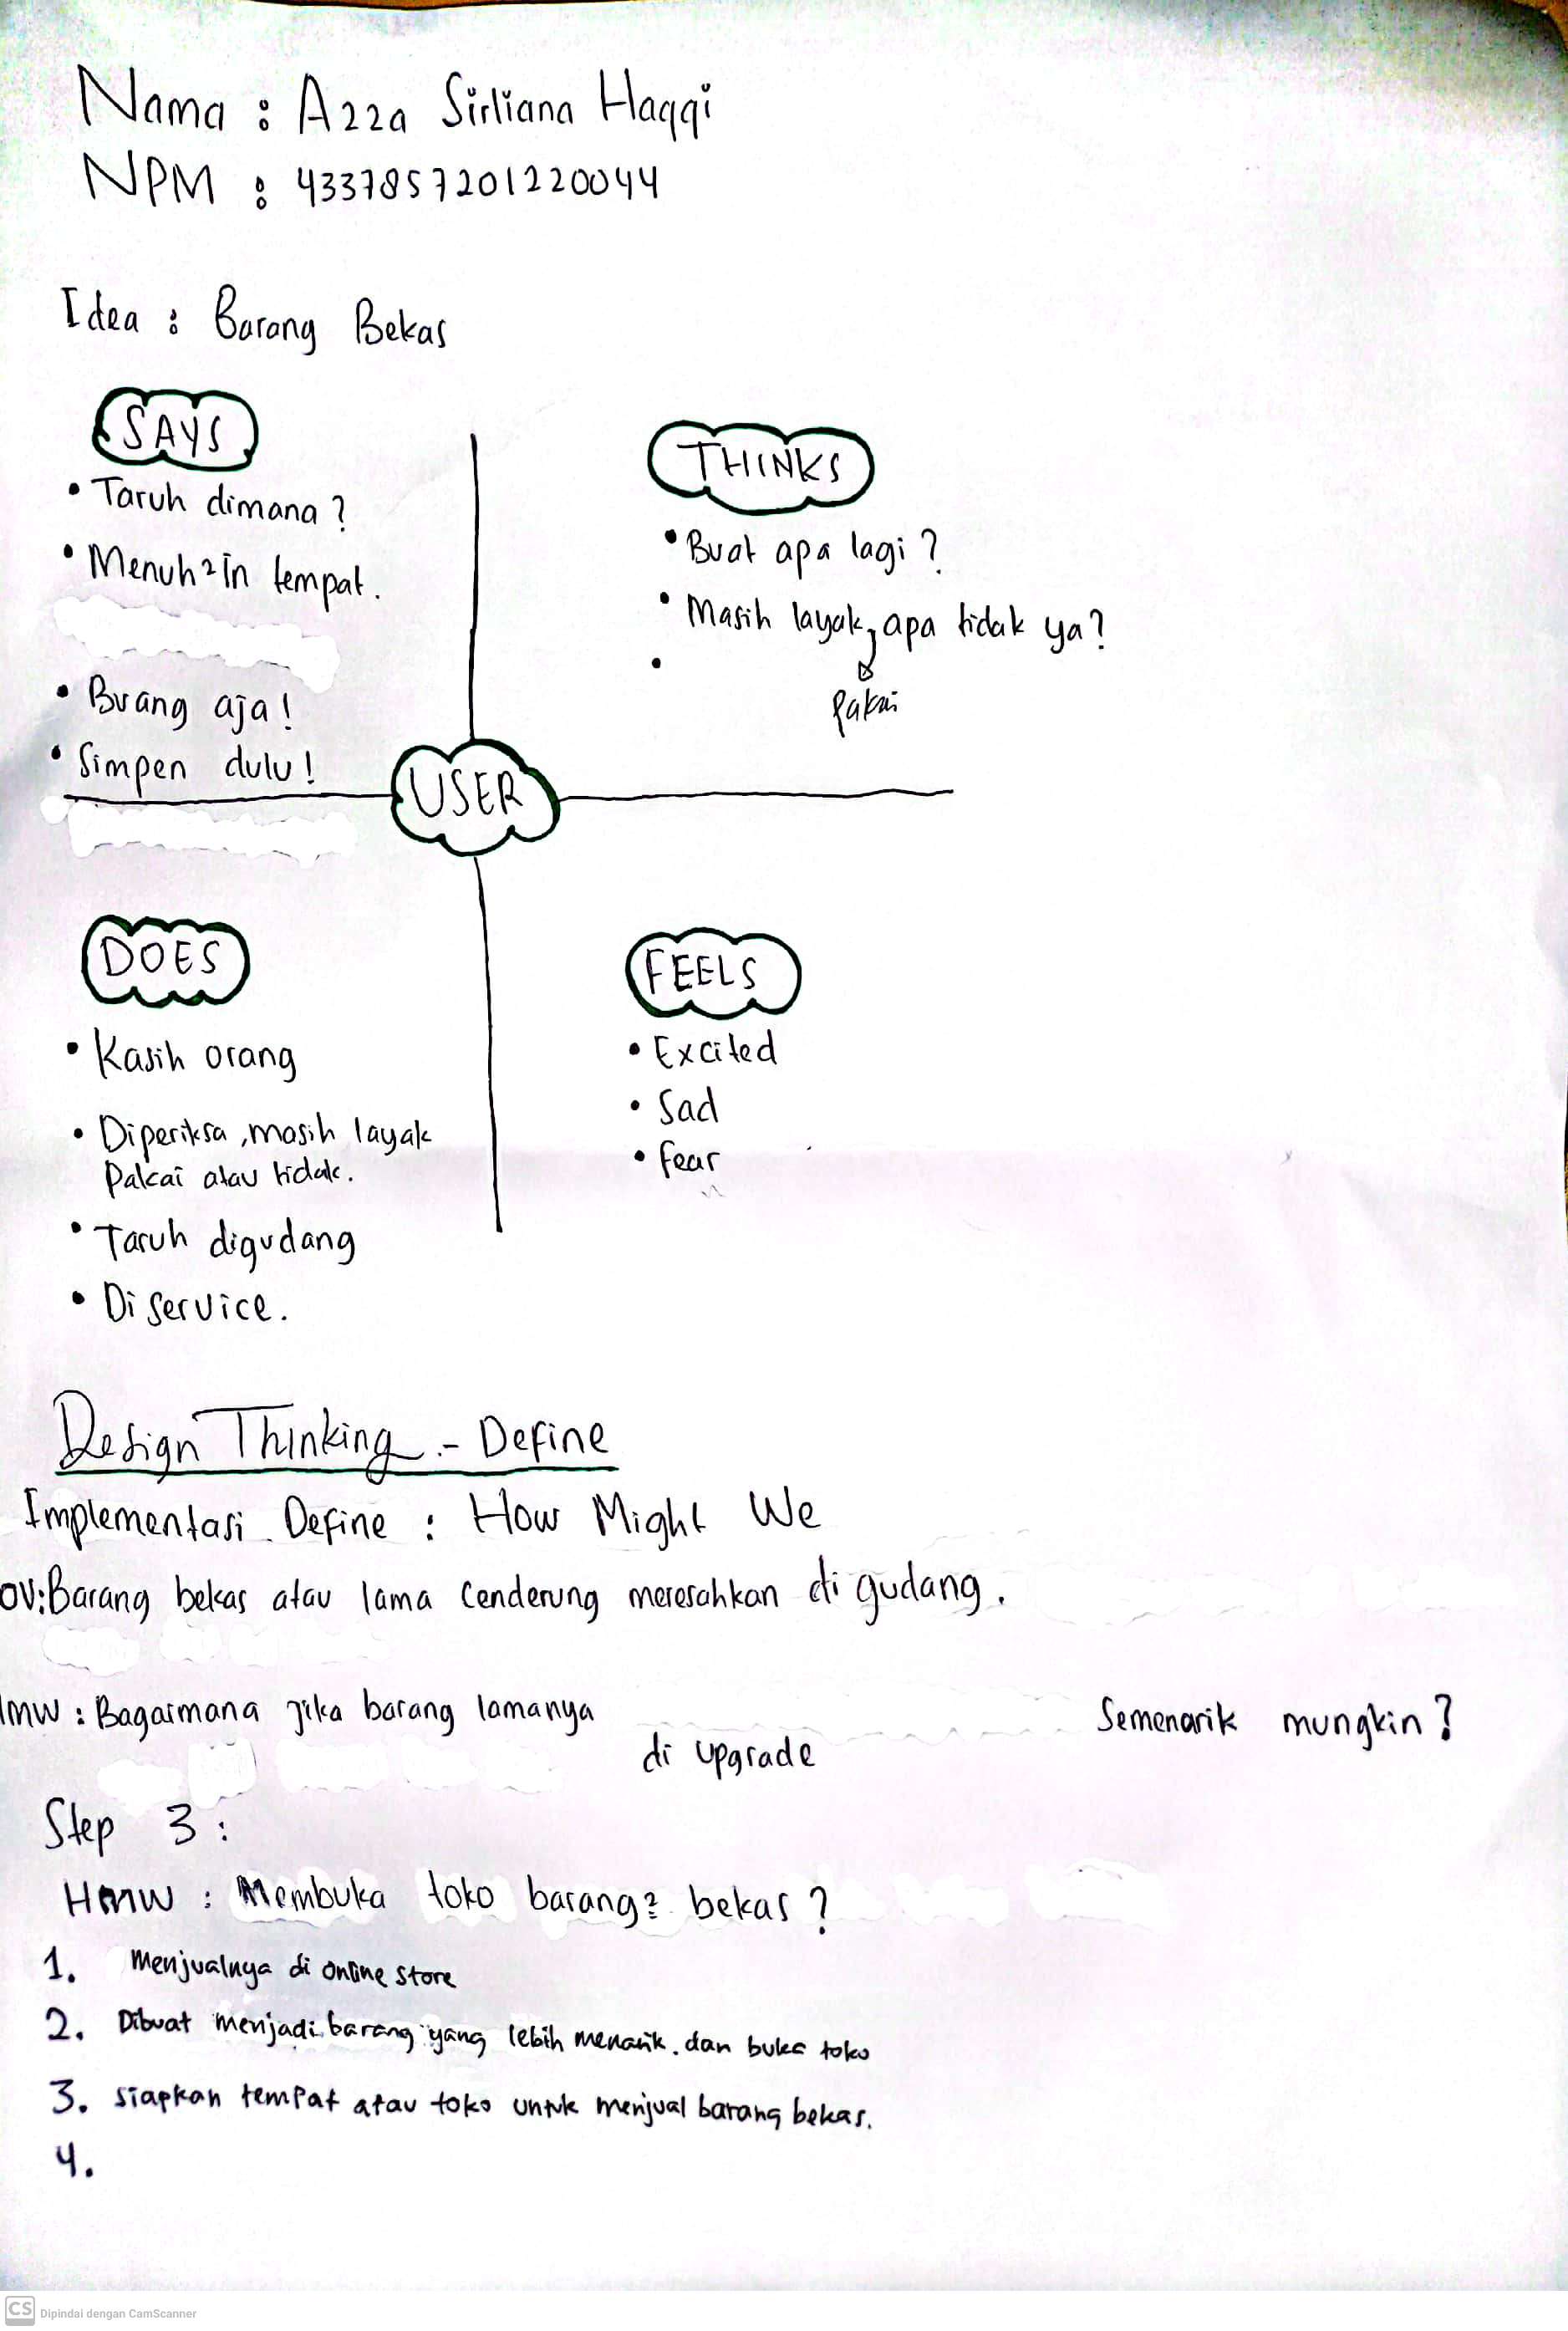 Nama : Azza Sirliana Haqqi
NPM : 4337857201220044
Idea : Barang Bekas
SAYS
• Taruh dimana ?
• Menuh²in tempat.
• Buang aja !
• Simpen dulu !
THINKS
• Buat apa lagi ?
• Masih layak, apa tidak ya ?
pakai
•
USER
DOES
• Kasih orang
• Diperiksa, masih layak
pakai atau tidak.
• Taruh digudang
• Di service.
FEELS
• Excited
• Sad
• fear
Design Thinking - Define
Implementasi Define : How Might We
OV: Barang bekas atau lama cenderung meresahkan di gudang.
HMW : Bagaimana jika barang lamanya di upgrade Semenarik mungkin ?
Step 3 :
HMW : Membuka toko barang² bekas ?
1. Menjualnya di online store
2. Dibuat menjadi barang yang lebih menarik. dan buka toko
3. siapkan tempat atau toko untuk menjual barang bekas.
4.
CS Dipindai dengan CamScanner